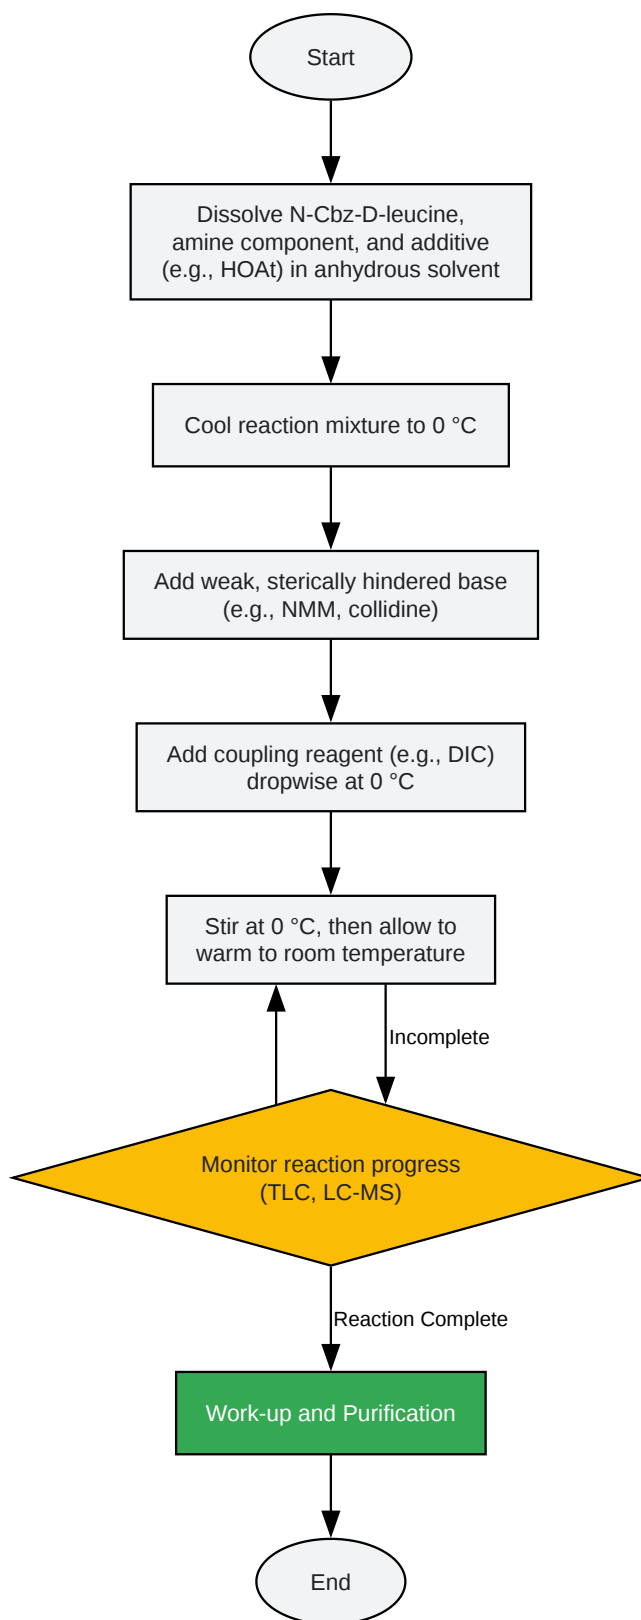 Start
Dissolve N-Cbz-D-leucine,
amine component, and additive
(e.g., HOAt) in anhydrous solvent
Cool reaction mixture to 0 °C
Add weak, sterically hindered base
(e.g., NMM, collidine)
Add coupling reagent (e.g., DIC)
dropwise at 0 °C
Stir at 0 °C, then allow to
warm to room temperature
Incomplete
Monitor reaction progress
(TLC, LC-MS)
Reaction Complete
Work-up and Purification
End